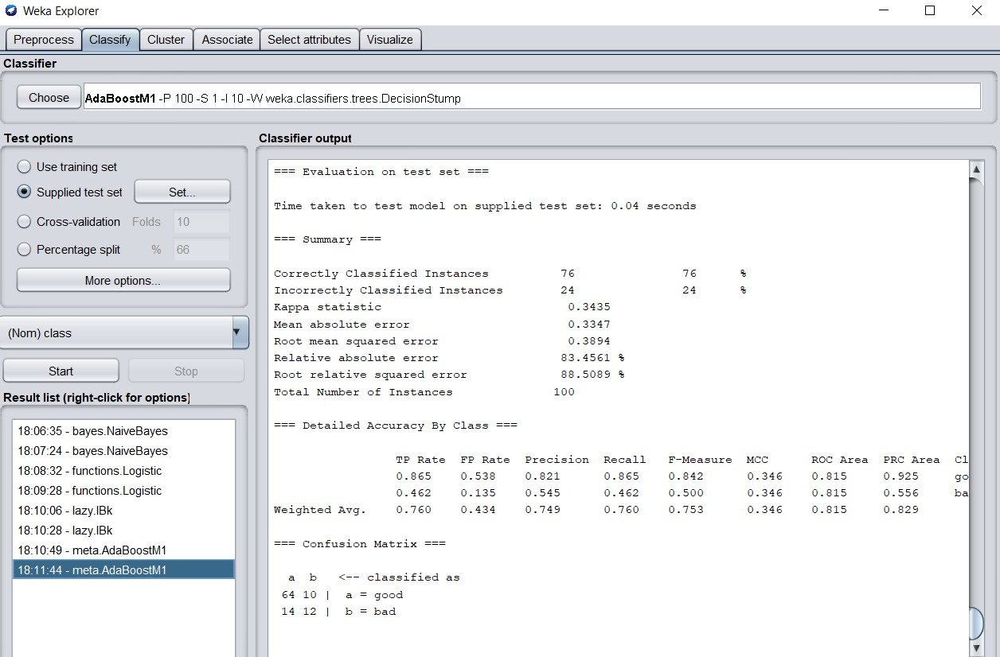 Weka Explorer
Preprocess Classify Cluster Associate Select attributes Visualize
Classifier
Choose AdaBoostM1 -P 100 -S 1 -I 10 -W weka.classifiers.trees.DecisionStump
Test options
Use training set
Supplied test set Set...
Cross-validation Folds 10
Percentage split % 66
More options...
(Nom) class
Start Stop
Result list (right-click for options)
18:06:35 - bayes.NaiveBayes
18:07:24 - bayes.NaiveBayes
18:08:32 - functions.Logistic
18:09:28 - functions.Logistic
18:10:06 - lazy.IBk
18:10:28 - lazy.IBk
18:10:49 - meta.AdaBoostM1
18:11:44 - meta.AdaBoostM1
Classifier output
=== Evaluation on test set ===
Time taken to test model on supplied test set: 0.04 seconds
=== Summary ===
Correctly Classified Instances 76 76 %
Incorrectly Classified Instances 24 24 %
Kappa statistic 0.3435
Mean absolute error 0.3347
Root mean squared error 0.3894
Relative absolute error 83.4561 %
Root relative squared error 88.5089 %
Total Number of Instances 100
=== Detailed Accuracy By Class ===
TP Rate FP Rate Precision Recall F-Measure MCC ROC Area PRC Area Cl
0.865 0.538 0.821 0.865 0.842 0.346 0.815 0.925 go
0.462 0.135 0.545 0.462 0.500 0.346 0.815 0.556 ba
Weighted Avg. 0.760 0.434 0.749 0.760 0.753 0.346 0.815 0.829
=== Confusion Matrix ===
a b <-- classified as
64 10 | a = good
14 12 | b = bad